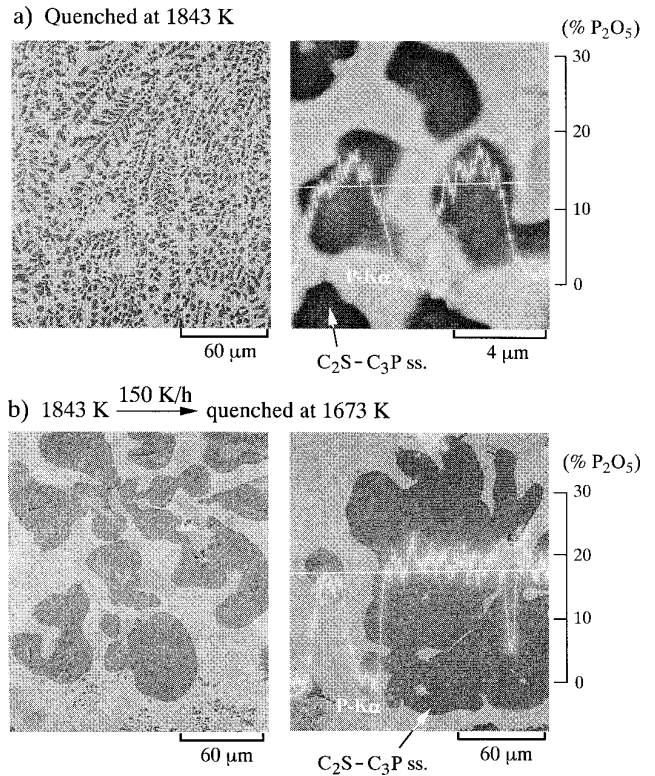 a) Quenched at 1843 K
(% P₂O₅)
30
20
10
0
P-Kα
60 μm
4 μm
C₂S–C₃P ss.
b) 1843 K 150 K/h quenched at 1673 K
(% P₂O₅)
30
20
10
0
P-Kα
60 μm
60 μm
C₂S–C₃P ss.